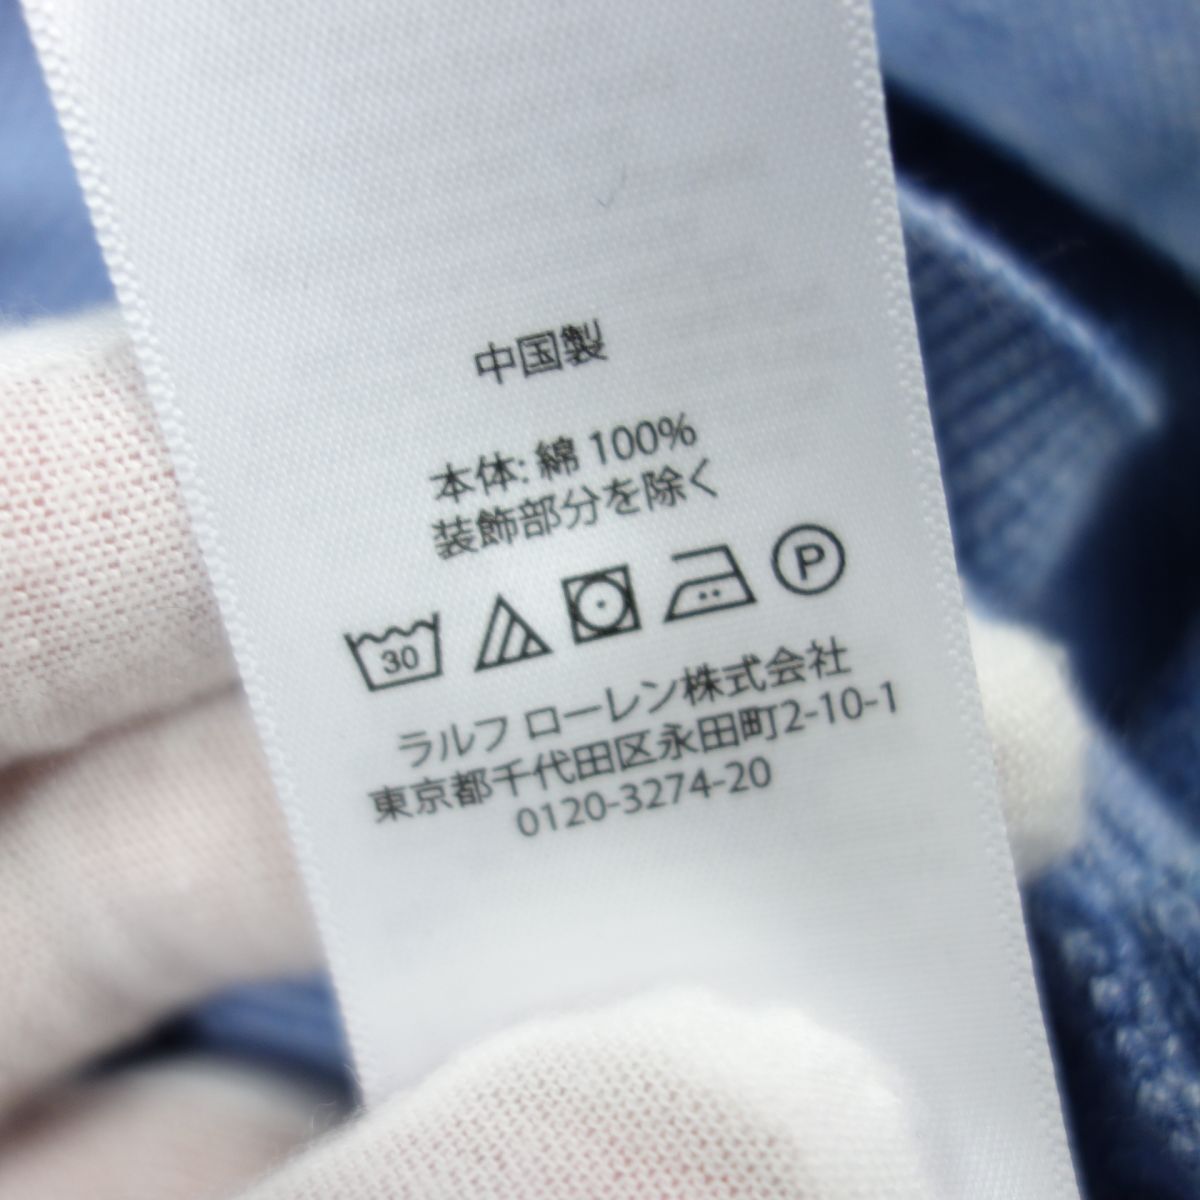 中国製
本体: 綿 100%
装飾部分を除く
30 P
ラルフ ローレン株式会社
東京都千代田区永田町2-10-1
0120-3274-20